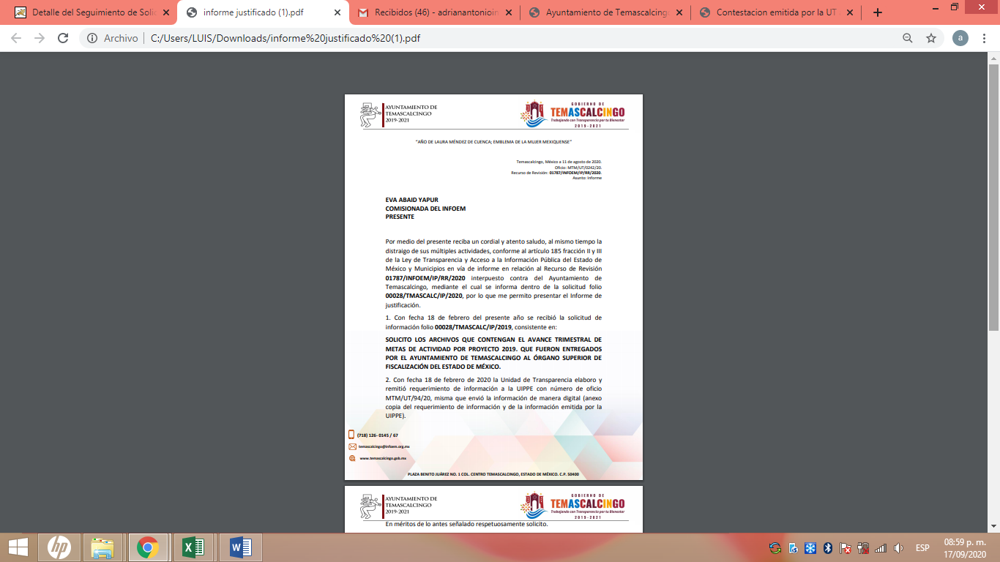 Detalle del Seguimiento de Solic
informe justificado (1).pdf
Recibidos (46) - adrianantonioin
Ayuntamiento de Temascalcingo
Contestacion emitida por la UT
Archivo
C:/Users/LUIS/Downloads/informe%20justificado%20(1).pdf
a
AYUNTAMIENTO DE
TEMASCALCINGO
2019-2021
GOBIERNO DE
TEMASCALCINGO
Trabajando con Transparencia por tu Bienestar
2019-2021
"AÑO DE LAURA MÉNDEZ DE CUENCA; EMBLEMA DE LA MUJER MEXIQUENSE"
Temascalcingo, México a 11 de agosto de 2020.
Oficio: MTM/UT/0242/20.
Recurso de Revisión: 01787/INFOEM/IP/RR/2020.
Asunto: Informe
EVA ABAID YAPUR
COMISIONADA DEL INFOEM
PRESENTE
Por medio del presente reciba un cordial y atento saludo, al mismo tiempo la
distraigo de sus múltiples actividades, conforme al artículo 185 fracción II y III
de la Ley de Transparencia y Acceso a la Información Pública del Estado de
México y Municipios en vía de informe en relación al Recurso de Revisión
01787/INFOEM/IP/RR/2020 interpuesto contra del Ayuntamiento de
Temascalcingo, mediante el cual se informa dentro de la solicitud folio
00028/TMASCALC/IP/2020, por lo que me permito presentar el Informe de
justificación.
1. Con fecha 18 de febrero del presente año se recibió la solicitud de
información folio 00028/TMASCALC/IP/2019, consistente en:
SOLICITO LOS ARCHIVOS QUE CONTENGAN EL AVANCE TRIMESTRAL DE
METAS DE ACTIVIDAD POR PROYECTO 2019. QUE FUERON ENTREGADOS
POR EL AYUNTAMIENTO DE TEMASCALCINGO AL ÓRGANO SUPERIOR DE
FISCALIZACIÓN DEL ESTADO DE MÉXICO.
2. Con fecha 18 de febrero de 2020 la Unidad de Transparencia elaboro y
remitió requerimiento de información a la UIPPE con número de oficio
MTM/UT/94/20, misma que envió la información de manera digital (anexo
copia del requerimiento de información y de la información emitida por la
UIPPE).
(718) 126- 0145 / 67
temascalcingo@infoem.org.mx
www.temascalcingo.gob.mx
PLAZA BENITO JUÁREZ NO. 1 COL. CENTRO TEMASCALCINGO, ESTADO DE MÉXICO. C.P. 50400
AYUNTAMIENTO DE
TEMASCALCINGO
2019-2021
GOBIERNO DE
TEMASCALCINGO
Trabajando con Transparencia por tu Bienestar
2019-2021
En méritos de lo antes señalado respetuosamente solicito.
ESP
08:59 p. m.
17/09/2020